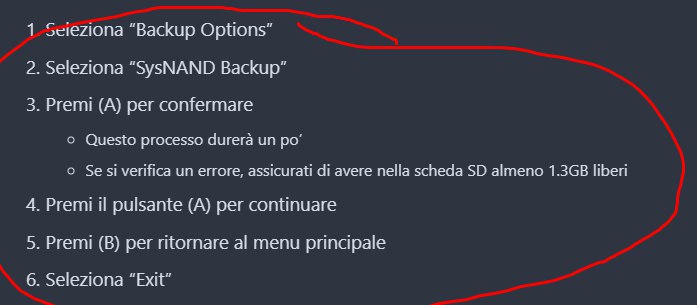 1. Seleziona “Backup Options”
2. Seleziona “SysNAND Backup”
3. Premi (A) per confermare
Questo processo durerà un po’
Se si verifica un errore, assicurati di avere nella scheda SD almeno 1.3GB liberi
4. Premi il pulsante (A) per continuare
5. Premi (B) per ritornare al menu principale
6. Seleziona “Exit”